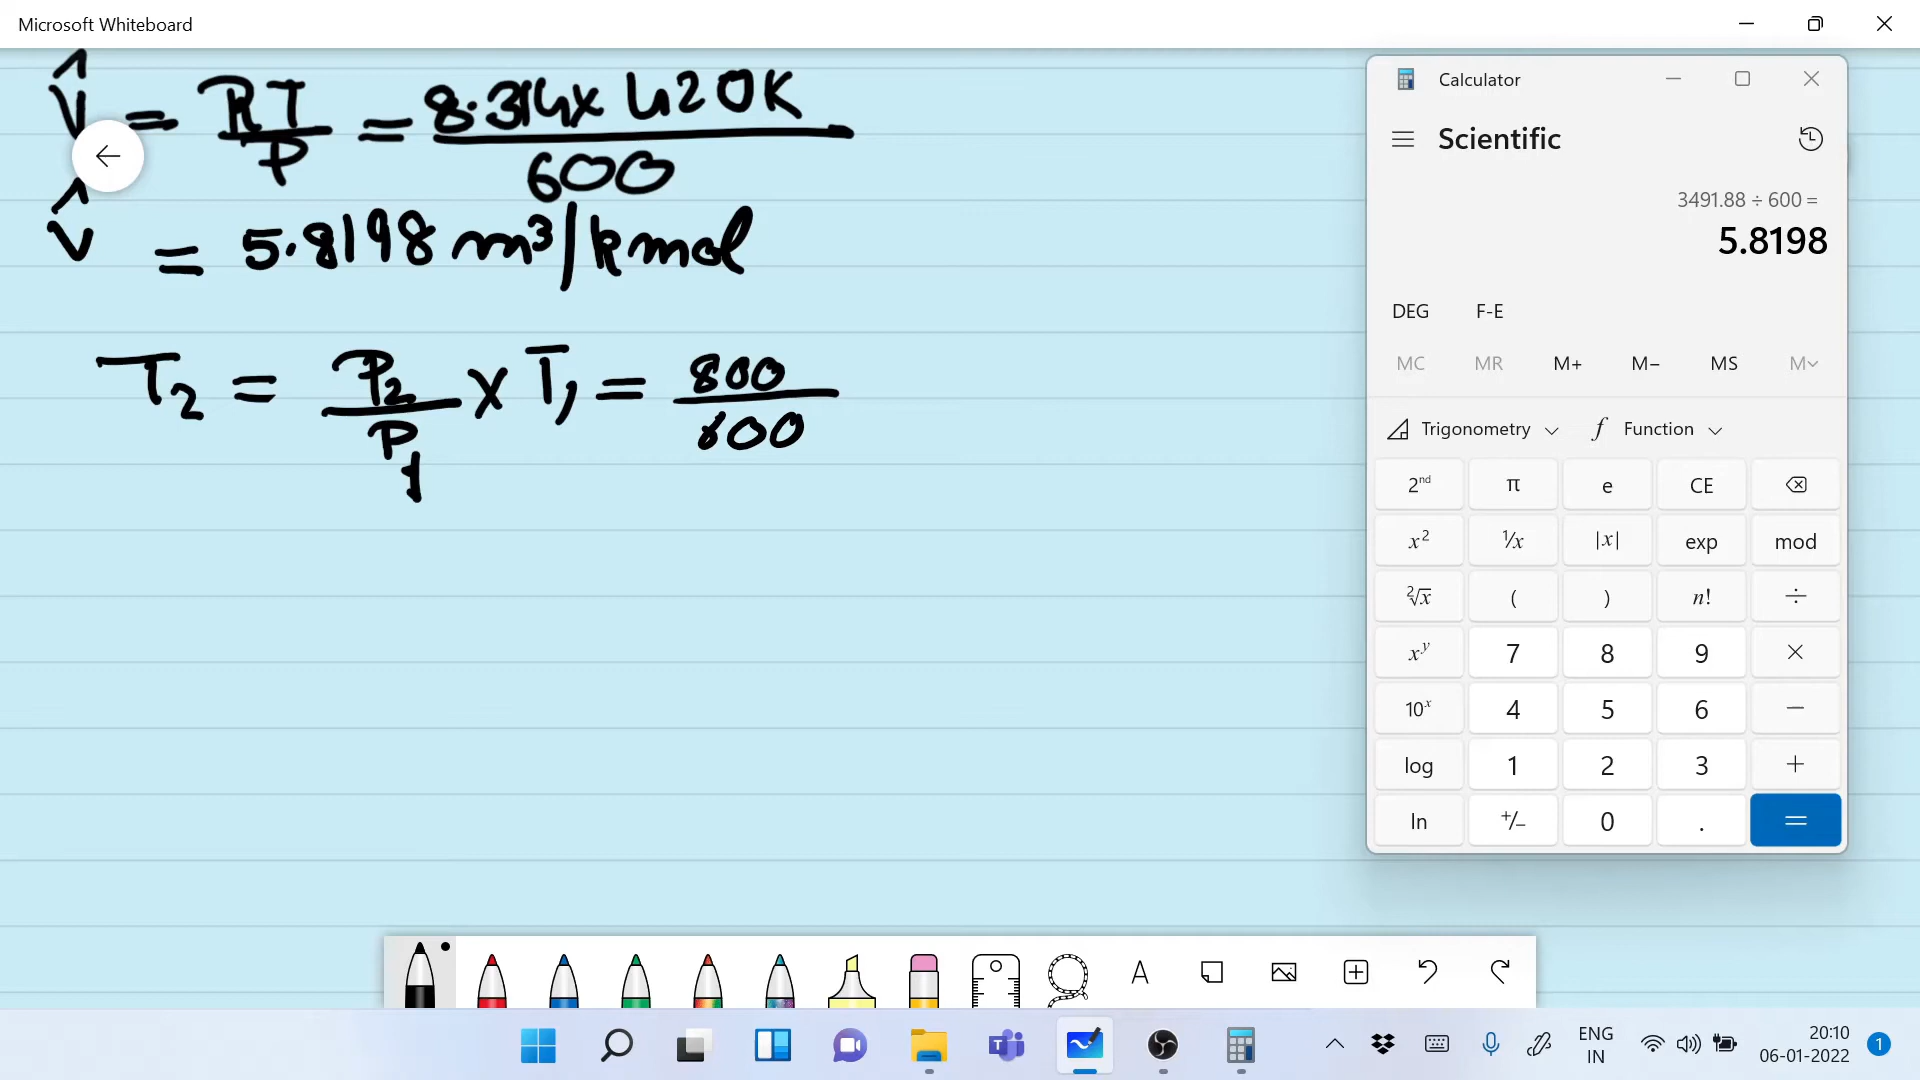 Microsoft Whiteboard
V̂ = RT/P = 8.314 x 420K/600
V̂ = 5.8198 m³/kmol
T₂ = P₂/P₁ x T₁ = 800/600
Calculator
Scientific
3491.88 ÷ 600 =
5.8198
DEG F-E
MC MR M+ M− MS M
Trigonometry f Function
2ⁿᵈ π e CE
x² ¹/x |x| exp mod
²√x ( ) n! ÷
xʸ 7 8 9 ×
10ˣ 4 5 6 −
log 1 2 3 +
ln +/− 0 . =
A
T
ENG
IN
20:10
06-01-2022
1